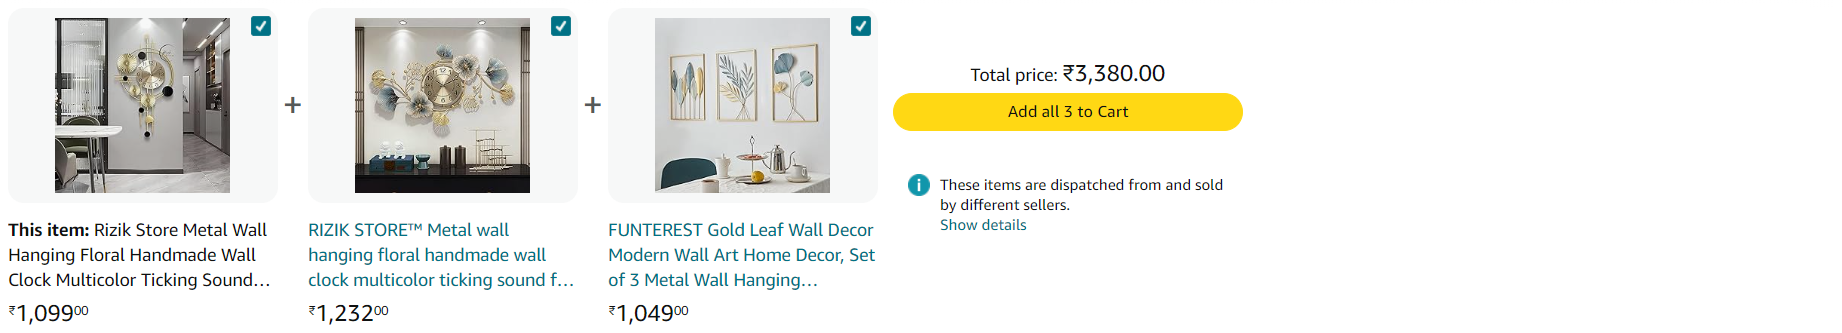 This item: Rizik Store Metal Wall
Hanging Floral Handmade Wall
Clock Multicolor Ticking Sound…
₹1,09900
+
RIZIK STORE™ Metal wall
hanging floral handmade wall
clock multicolor ticking sound f…
₹1,23200
+
FUNTEREST Gold Leaf Wall Decor
Modern Wall Art Home Decor, Set
of 3 Metal Wall Hanging…
₹1,04900
Total price: ₹3,380.00
Add all 3 to Cart
These items are dispatched from and sold
by different sellers.
Show details